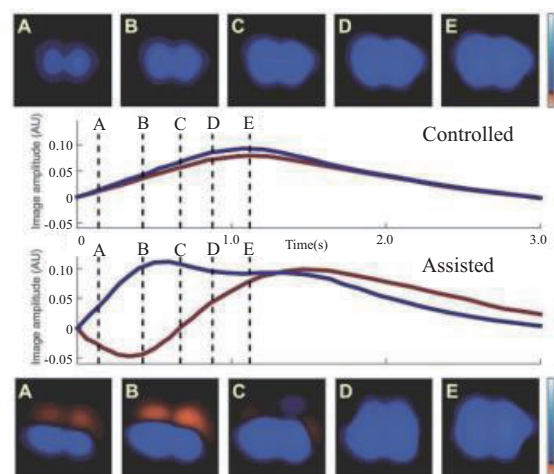 A B C D E
Image amplitude (AU)
0.10
0.05
0
-0.05
A B C D E
Controlled
0 1.0 Time(s) 2.0 3.0
Image amplitude (AU)
0.10
0.05
0
-0.05
A B C D E
Assisted
A B C D E